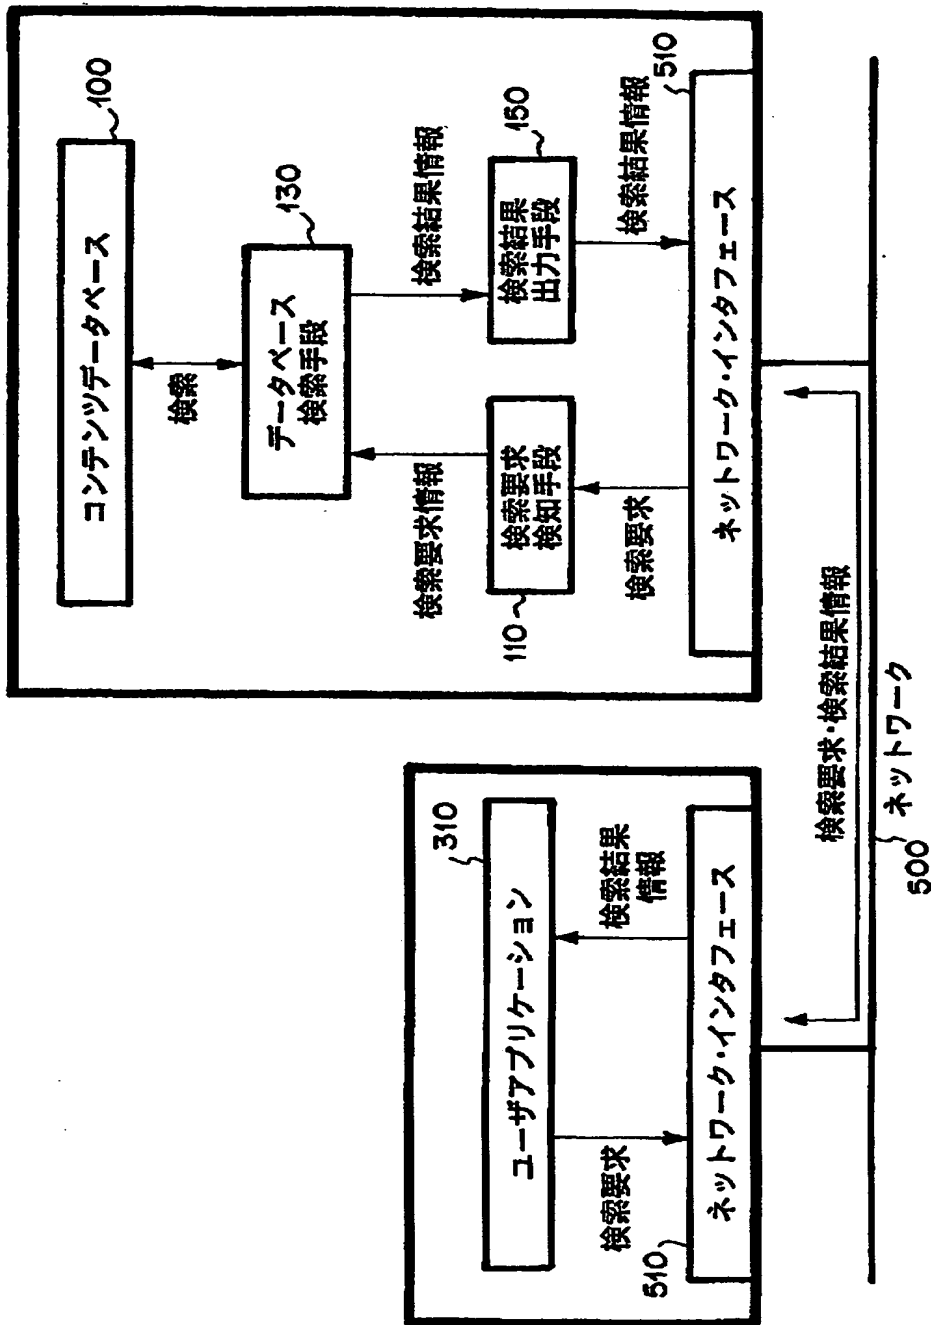 ユーザアプリケーション
310
検索要求
検索結果
情報
510
ネットワーク・インタフェース
コンテンツデータベース
100
検索
データベース
検索手段
130
検索要求情報
検索結果情報
110
検索要求
検知手段
検索結果
出力手段
150
検索要求
検索結果情報
510
ネットワーク・インタフェース
検索要求・検索結果情報
500
ネットワーク